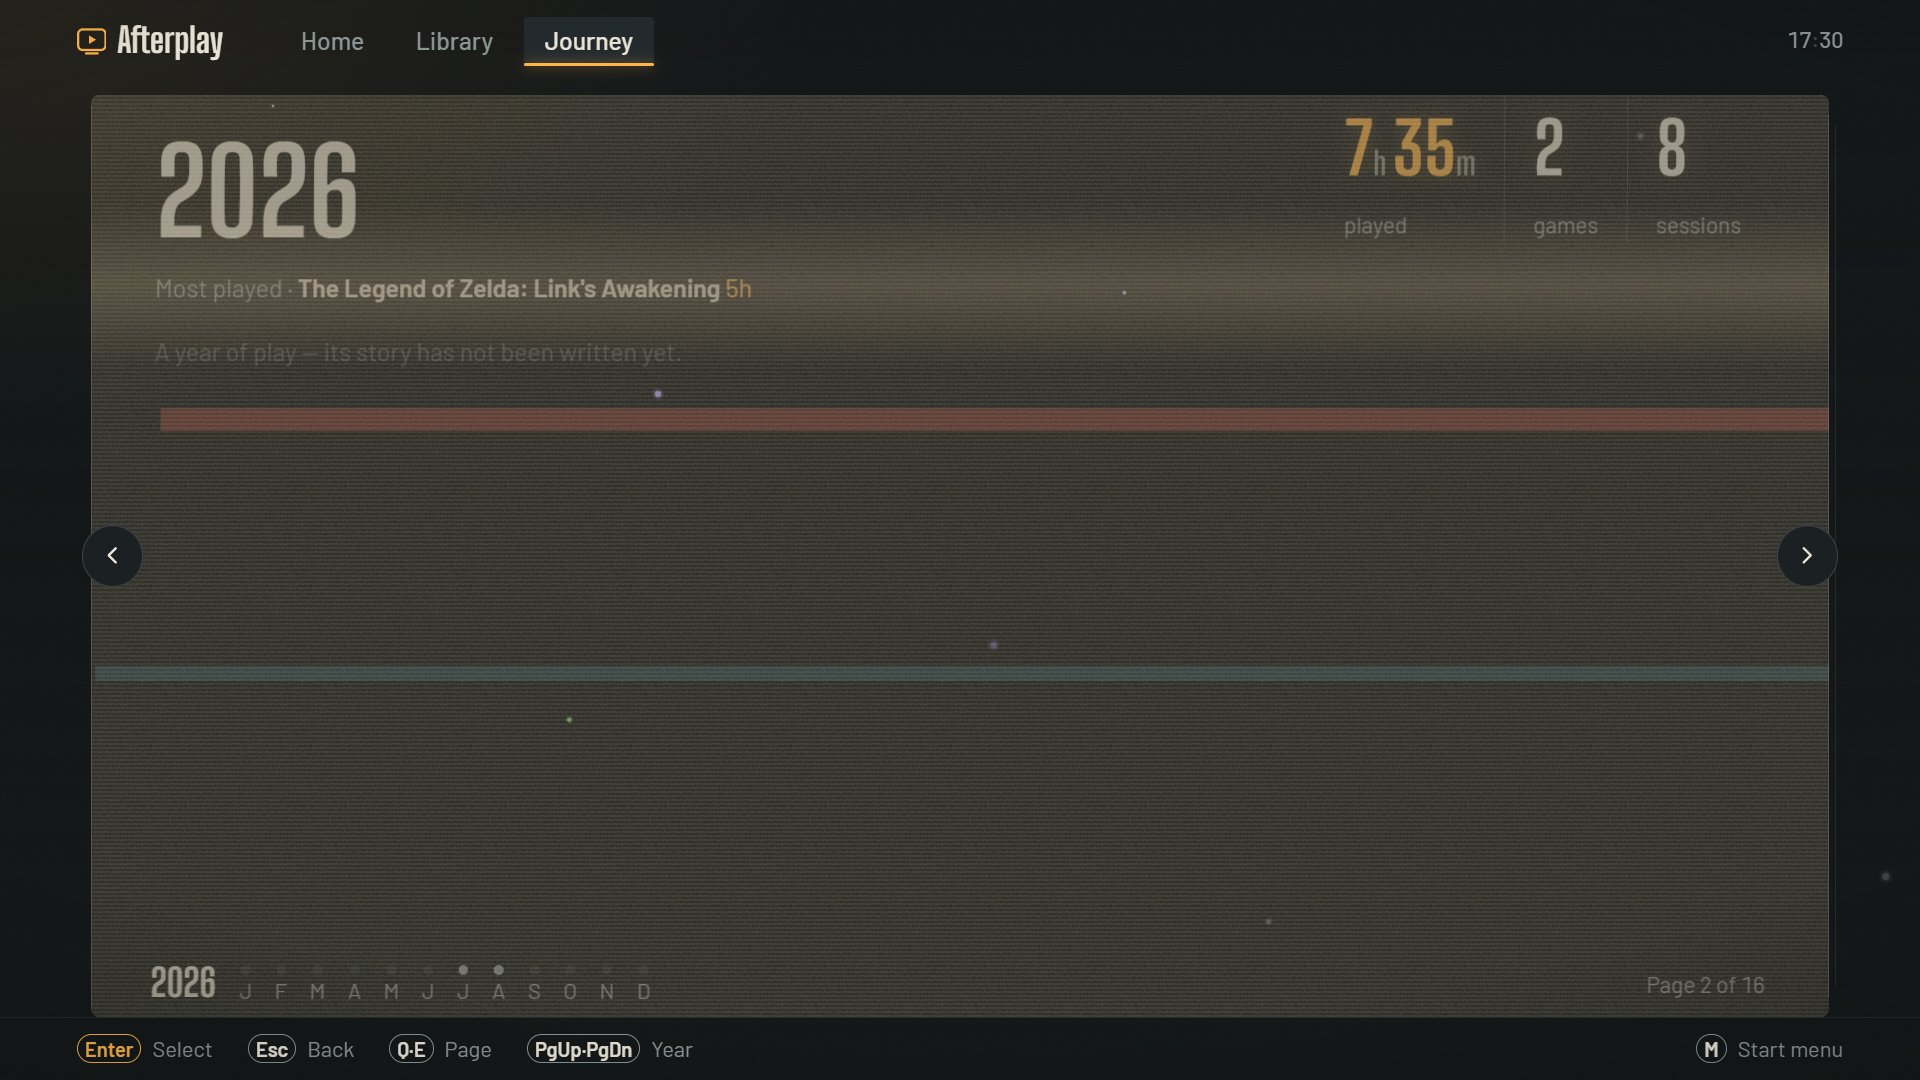 Afterplay Home Library Journey 17:30
2026
7h 35m 2 8
played games sessions
Most played · The Legend of Zelda: Link's Awakening 5h
A year of play — its story has not been written yet.
2026 J F M A M J J A S O N D
Page 2 of 16
Enter Select Esc Back Q·E Page PgUp·PgDn Year M Start menu